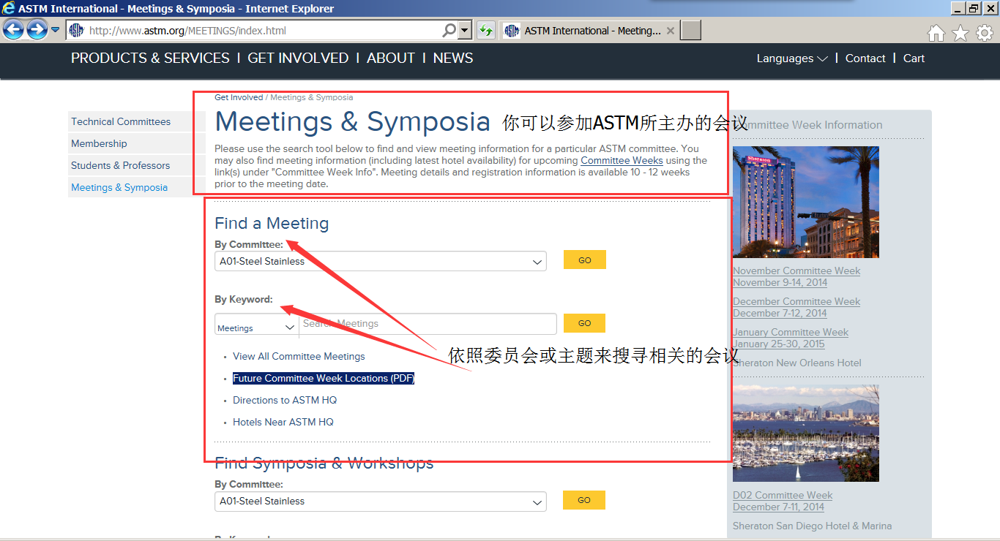 ASTM International - Meetings & Symposia - Internet Explorer
http://www.astm.org/MEETINGS/index.html
ASTM International - Meeting...
PRODUCTS & SERVICES | GET INVOLVED | ABOUT | NEWS
Languages | Contact | Cart
Technical Committees
Membership
Students & Professors
Meetings & Symposia
Get Involved / Meetings & Symposia
Meetings & Symposia
你可以参加ASTM所主办的会议
Please use the search tool below to find and view meeting information for a particular ASTM committee. You
may also find meeting information (including latest hotel availability) for upcoming Committee Weeks using the
link(s) under "Committee Week Info". Meeting details and registration information is available 10 - 12 weeks
prior to the meeting date.
Find a Meeting
By Committee:
A01-Steel Stainless
GO
By Keyword:
Meetings
Search Meetings
GO
依照委员会或主题来搜寻相关的会议
View All Committee Meetings
Future Committee Week Locations (PDF)
Directions to ASTM HQ
Hotels Near ASTM HQ
Find Symposia & Workshops
By Committee:
A01-Steel Stainless
GO
Committee Week Information
Sheraton
November Committee Week
November 9-14, 2014
December Committee Week
December 7-12, 2014
January Committee Week
January 25-30, 2015
Sheraton New Orleans Hotel
D02 Committee Week
December 7-11, 2014
Sheraton San Diego Hotel & Marina